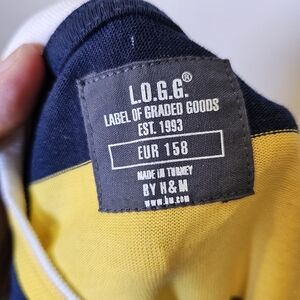 L.O.G.G.®
LABEL OF GRADED GOODS
EST. 1993
EUR 158
MADE IN TURKEY
BY H&M
www.hm.com